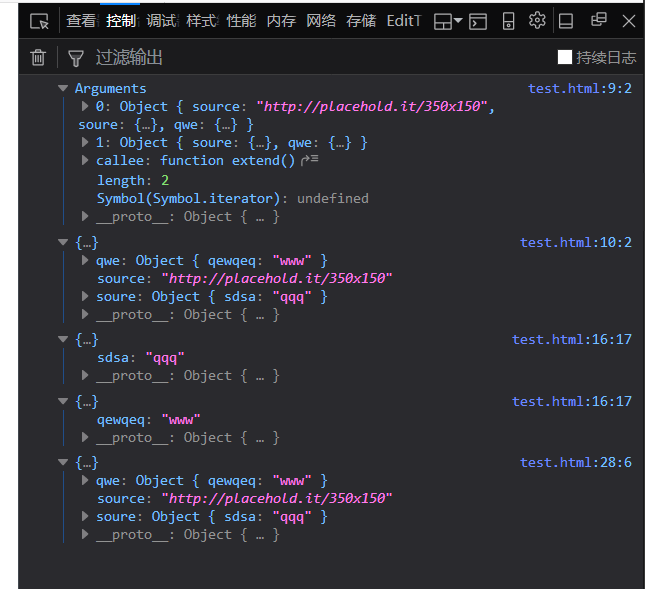 查看 控制 调试 样式 性能 内存 网络 存储 EditT
过滤输出 持续日志
Arguments test.html:9:2
0: Object { source: "http://placehold.it/350x150",
soure: {…}, qwe: {…} }
1: Object { soure: {…}, qwe: {…} }
callee: function extend()
length: 2
Symbol(Symbol.iterator): undefined
__proto__: Object { … }
{…} test.html:10:2
qwe: Object { qewqeq: "www" }
source: "http://placehold.it/350x150"
soure: Object { sdsa: "qqq" }
__proto__: Object { … }
{…} test.html:16:17
sdsa: "qqq"
__proto__: Object { … }
{…} test.html:16:17
qewqeq: "www"
__proto__: Object { … }
{…} test.html:28:6
qwe: Object { qewqeq: "www" }
source: "http://placehold.it/350x150"
soure: Object { sdsa: "qqq" }
__proto__: Object { … }